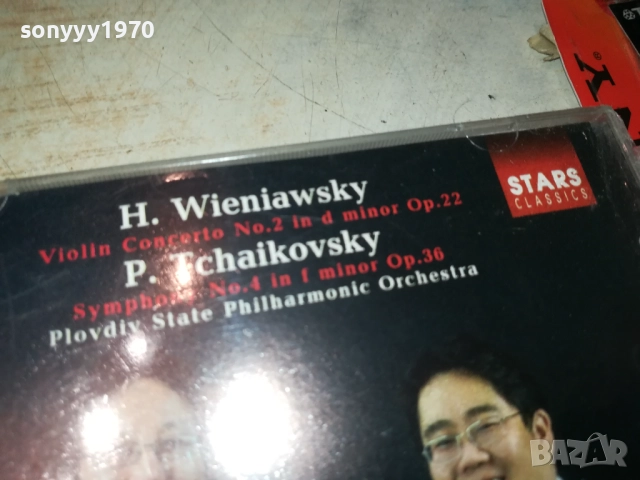 sonyyy1970
H. Wieniawsky
Violin Concerto No.2 in d minor Op.22
P. Tchaikovsky
Symphony No.4 in f minor Op.36
Plovdiv State Philharmonic Orchestra
STARS
CLASSICS
BAZAR